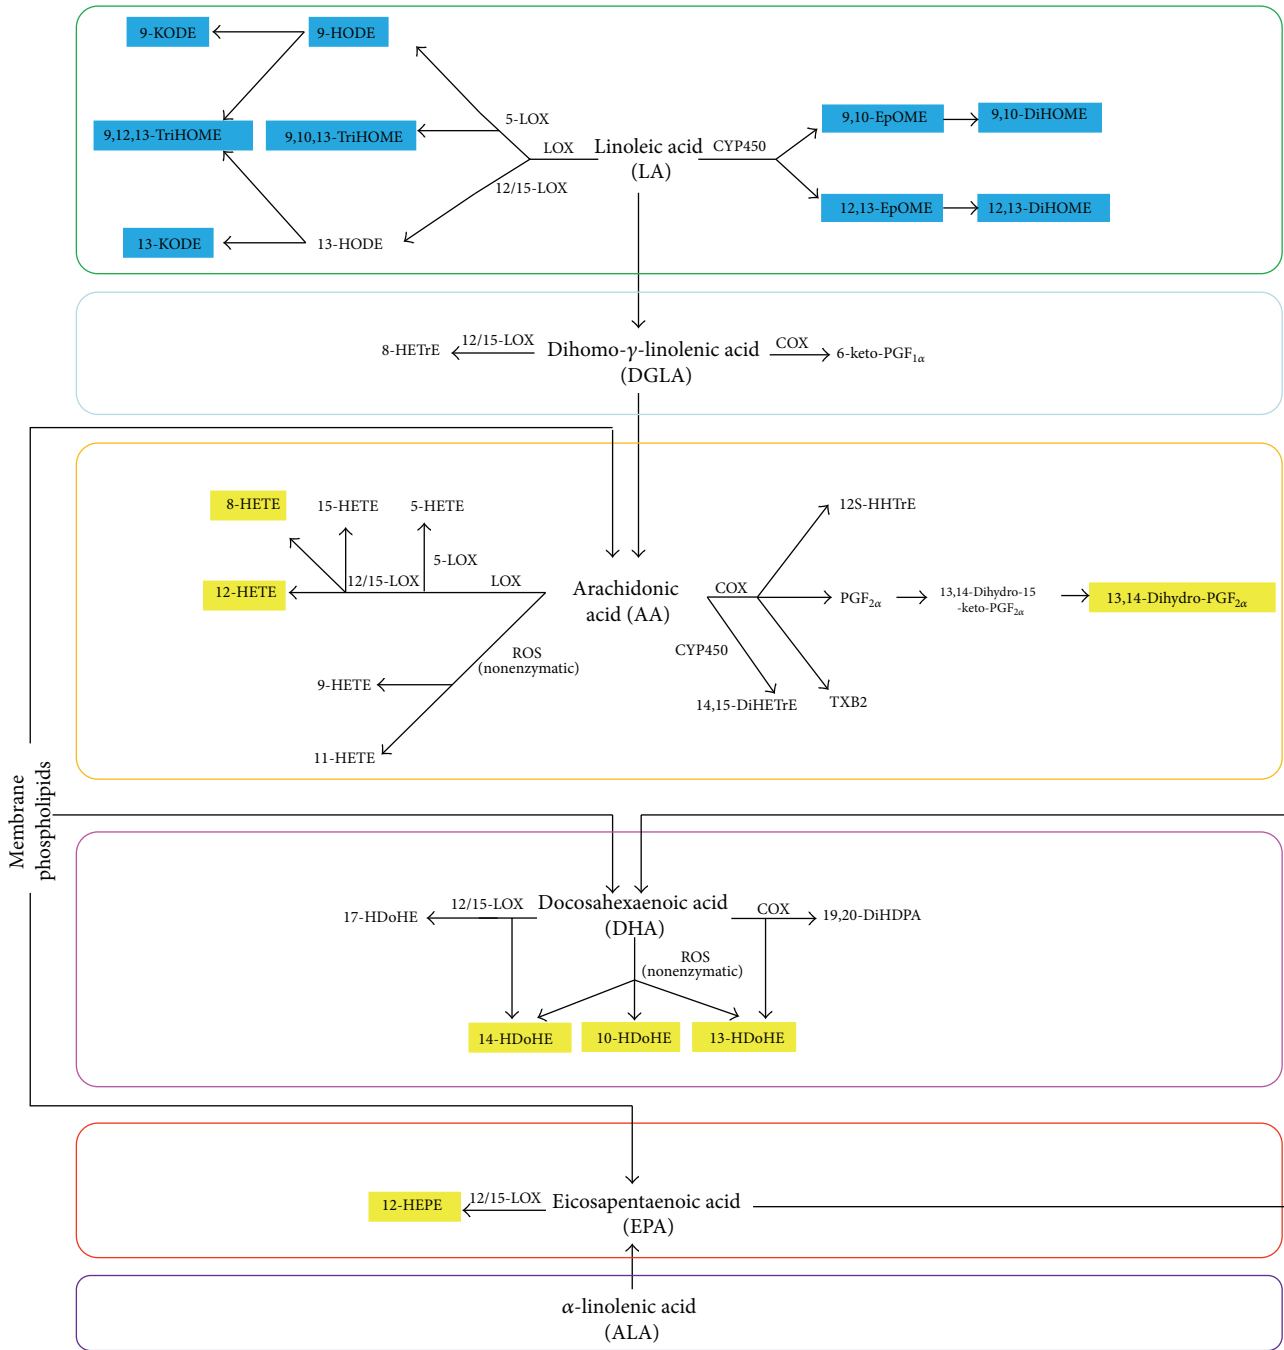 9-KODE
9-HODE
9,12,13-TriHOME
9,10,13-TriHOME
5-LOX
LOX
12/15-LOX
13-KODE
13-HODE
Linoleic acid
(LA)
CYP450
9,10-EpOME
9,10-DiHOME
12,13-EpOME
12,13-DiHOME
8-HETrE
12/15-LOX
Dihomo-γ-linolenic acid
(DGLA)
COX
6-keto-PGF1α
8-HETE
15-HETE
5-HETE
12-HETE
12/15-LOX
5-LOX
LOX
Arachidonic
acid (AA)
ROS
(nonenzymatic)
9-HETE
11-HETE
COX
CYP450
12S-HHTrE
PGF2α
13,14-Dihydro-15
-keto-PGF2α
13,14-Dihydro-PGF2α
14,15-DiHETrE
TXB2
Membrane
phospholipids
17-HDoHE
12/15-LOX
Docosahexaenoic acid
(DHA)
COX
19,20-DiHDPA
ROS
(nonenzymatic)
14-HDoHE
10-HDoHE
13-HDoHE
12-HEPE
12/15-LOX
Eicosapentaenoic acid
(EPA)
α-linolenic acid
(ALA)